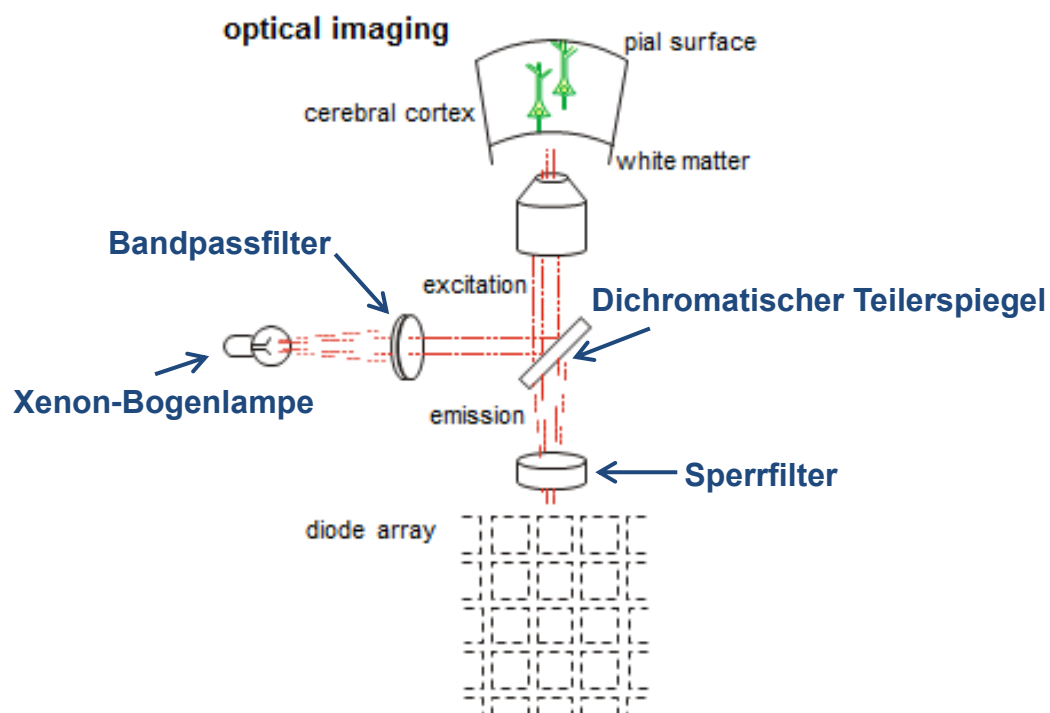 optical imaging
pial surface
cerebral cortex
white matter
Bandpassfilter
excitation
Dichromatischer Teilerspiegel
Xenon-Bogenlampe
emission
Sperrfilter
diode array